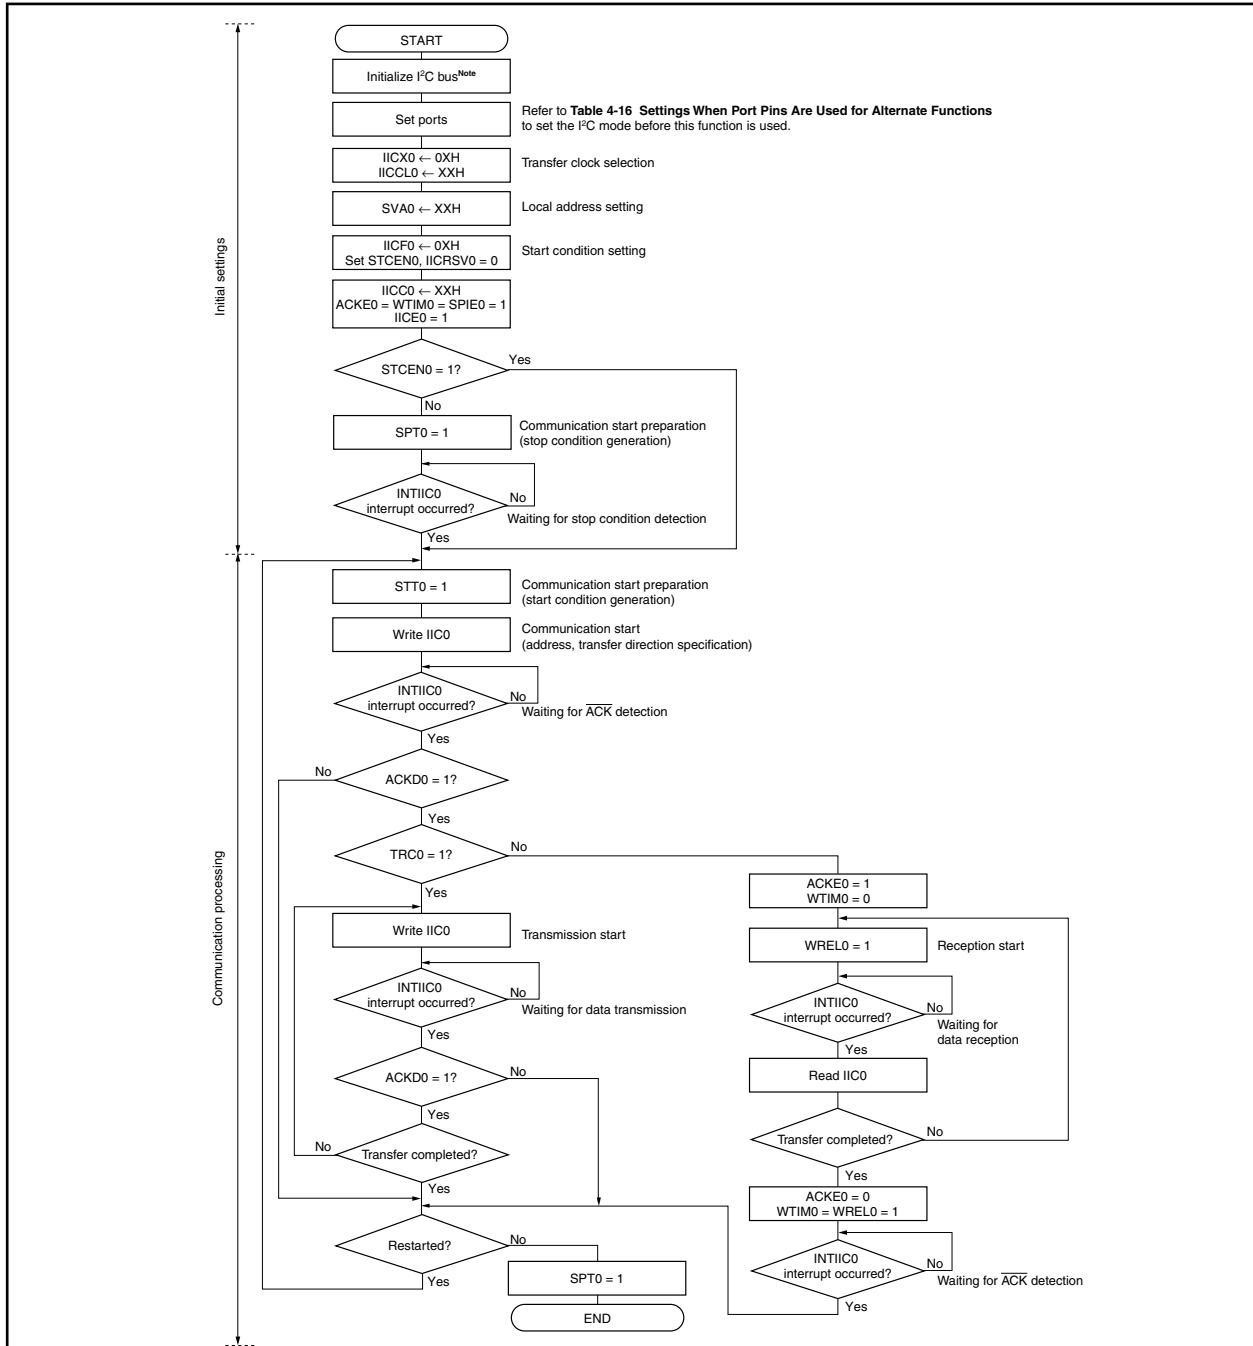 START
Initialize I²C bus^Note
Set ports
Refer to Table 4-16 Settings When Port Pins Are Used for Alternate Functions
to set the I²C mode before this function is used.
IICX0 ← 0XH
IICCL0 ← XXH
Transfer clock selection
SVA0 ← XXH
Local address setting
IICF0 ← 0XH
Set STCEN0, IICRSV0 = 0
Start condition setting
IICC0 ← XXH
ACKE0 = WTIM0 = SPIE0 = 1
IICE0 = 1
Initial settings
STCEN0 = 1?
Yes
No
SPT0 = 1
Communication start preparation
(stop condition generation)
INTIIC0
interrupt occurred?
No
Waiting for stop condition detection
Yes
STT0 = 1
Communication start preparation
(start condition generation)
Write IIC0
Communication start
(address, transfer direction specification)
INTIIC0
interrupt occurred?
No
Waiting for A̅C̅K̅ detection
Yes
ACKD0 = 1?
No
Yes
TRC0 = 1?
No
Yes
Communication processing
Write IIC0
Transmission start
INTIIC0
interrupt occurred?
No
Waiting for data transmission
Yes
ACKD0 = 1?
No
Yes
Transfer completed?
No
Yes
ACKE0 = 1
WTIM0 = 0
WREL0 = 1
Reception start
INTIIC0
interrupt occurred?
No
Waiting for
data reception
Yes
Read IIC0
Transfer completed?
No
Yes
ACKE0 = 0
WTIM0 = WREL0 = 1
INTIIC0
interrupt occurred?
No
Waiting for A̅C̅K̅ detection
Yes
Restarted?
No
Yes
SPT0 = 1
END